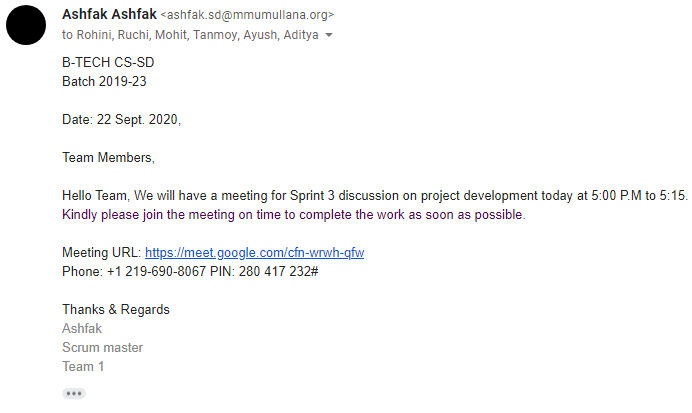 Ashfak Ashfak <ashfak.sd@mmumullana.org>
to Rohini, Ruchi, Mohit, Tanmoy, Ayush, Aditya
B-TECH CS-SD
Batch 2019-23
Date: 22 Sept. 2020,
Team Members,
Hello Team, We will have a meeting for Sprint 3 discussion on project development today at 5:00 P.M to 5:15.
Kindly please join the meeting on time to complete the work as soon as possible.
Meeting URL: https://meet.google.com/cfn-wrwh-qfw
Phone: +1 219-690-8067 PIN: 280 417 232#
Thanks & Regards
Ashfak
Scrum master
Team 1